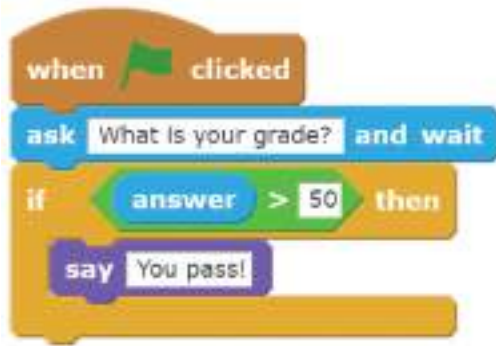 when clicked
ask What is your grade? and wait
if answer > 50 then
say You pass!